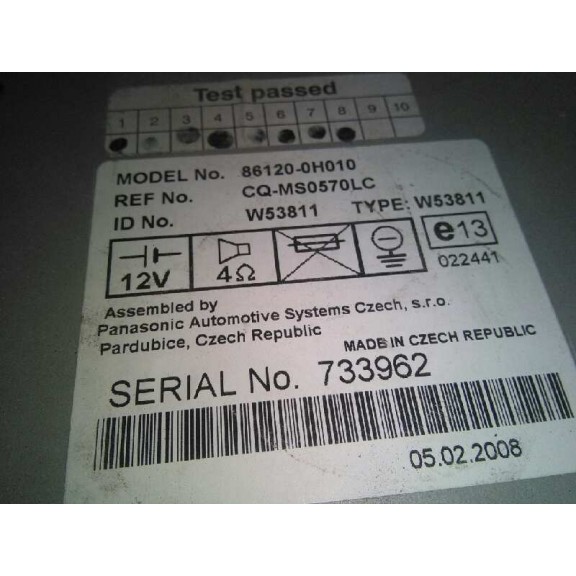 Test passed
1 2 3 4 5 6 7 8 9 10
MODEL No. 86120-0H010
REF No. CQ-MS0570LC
ID No. W53811 TYPE: W53811
12V 4Ω e13
022441
Assembled by
Panasonic Automotive Systems Czech, s.r.o.
Pardubice, Czech Republic
MADE IN CZECH REPUBLIC
SERIAL No. 733962
05.02.2008